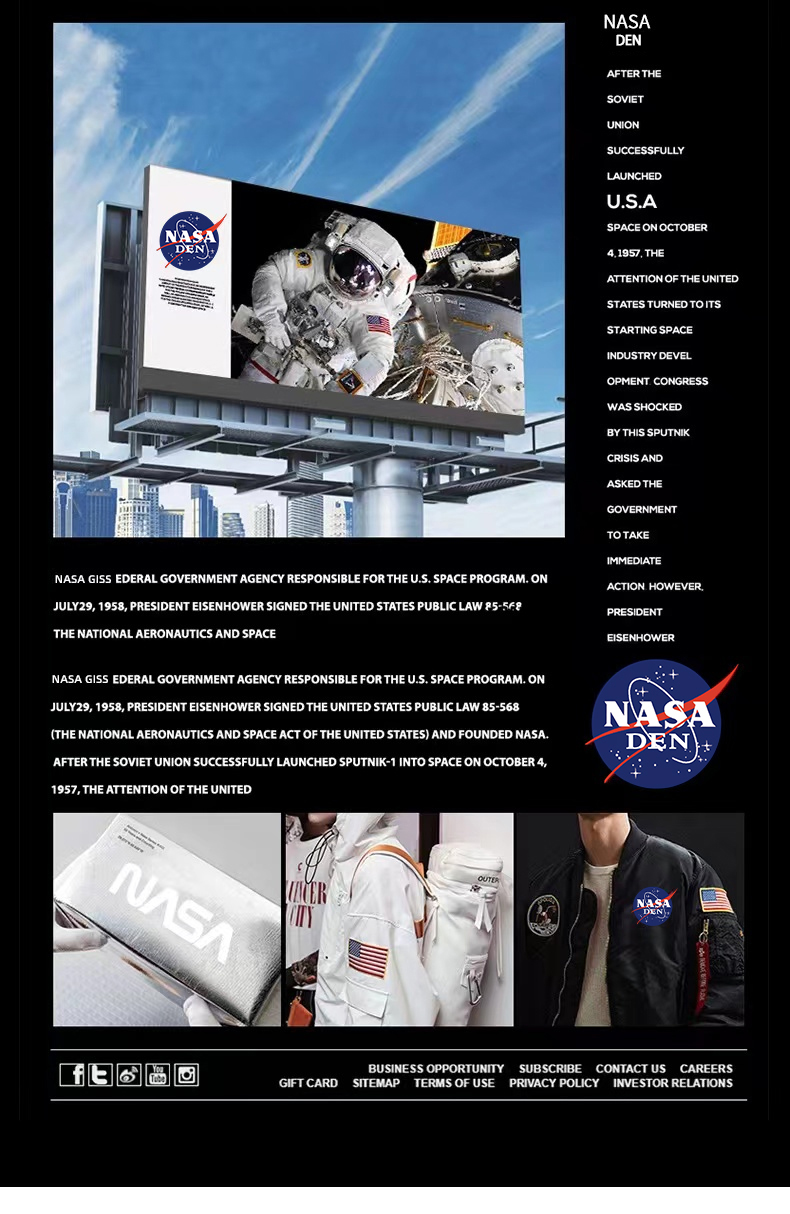 NASA
DEN
AFTER THE
SOVIET
UNION
SUCCESSFULLY
LAUNCHED
U.S.A
SPACE ON OCTOBER
4,1957, THE
ATTENTION OF THE UNITED
STATES TURNED TO ITS
STARTING SPACE
INDUSTRY DEVEL
OPMENT CONGRESS
WAS SHOCKED
BY THIS SPUTNIK
CRISIS AND
ASKED THE
GOVERNMENT
TO TAKE
IMMEDIATE
ACTION HOWEVER,
PRESIDENT
EISENHOWER
NASA
DEN
NASA GISS EDERAL GOVERNMENT AGENCY RESPONSIBLE FOR THE U.S. SPACE PROGRAM. ON
JULY29, 1958, PRESIDENT EISENHOWER SIGNED THE UNITED STATES PUBLIC LAW 85-568
THE NATIONAL AERONAUTICS AND SPACE
NASA GISS EDERAL GOVERNMENT AGENCY RESPONSIBLE FOR THE U.S. SPACE PROGRAM. ON
JULY29, 1958, PRESIDENT EISENHOWER SIGNED THE UNITED STATES PUBLIC LAW 85-568
(THE NATIONAL AERONAUTICS AND SPACE ACT OF THE UNITED STATES) AND FOUNDED NASA.
AFTER THE SOVIET UNION SUCCESSFULLY LAUNCHED SPUTNIK-1 INTO SPACE ON OCTOBER 4,
1957, THE ATTENTION OF THE UNITED
NASA
DEN
NASA
CITY
OUTER
NASA
DEN
You
Tube
BUSINESS OPPORTUNITY SUBSCRIBE CONTACT US CAREERS
GIFT CARD SITEMAP TERMS OF USE PRIVACY POLICY INVESTOR RELATIONS